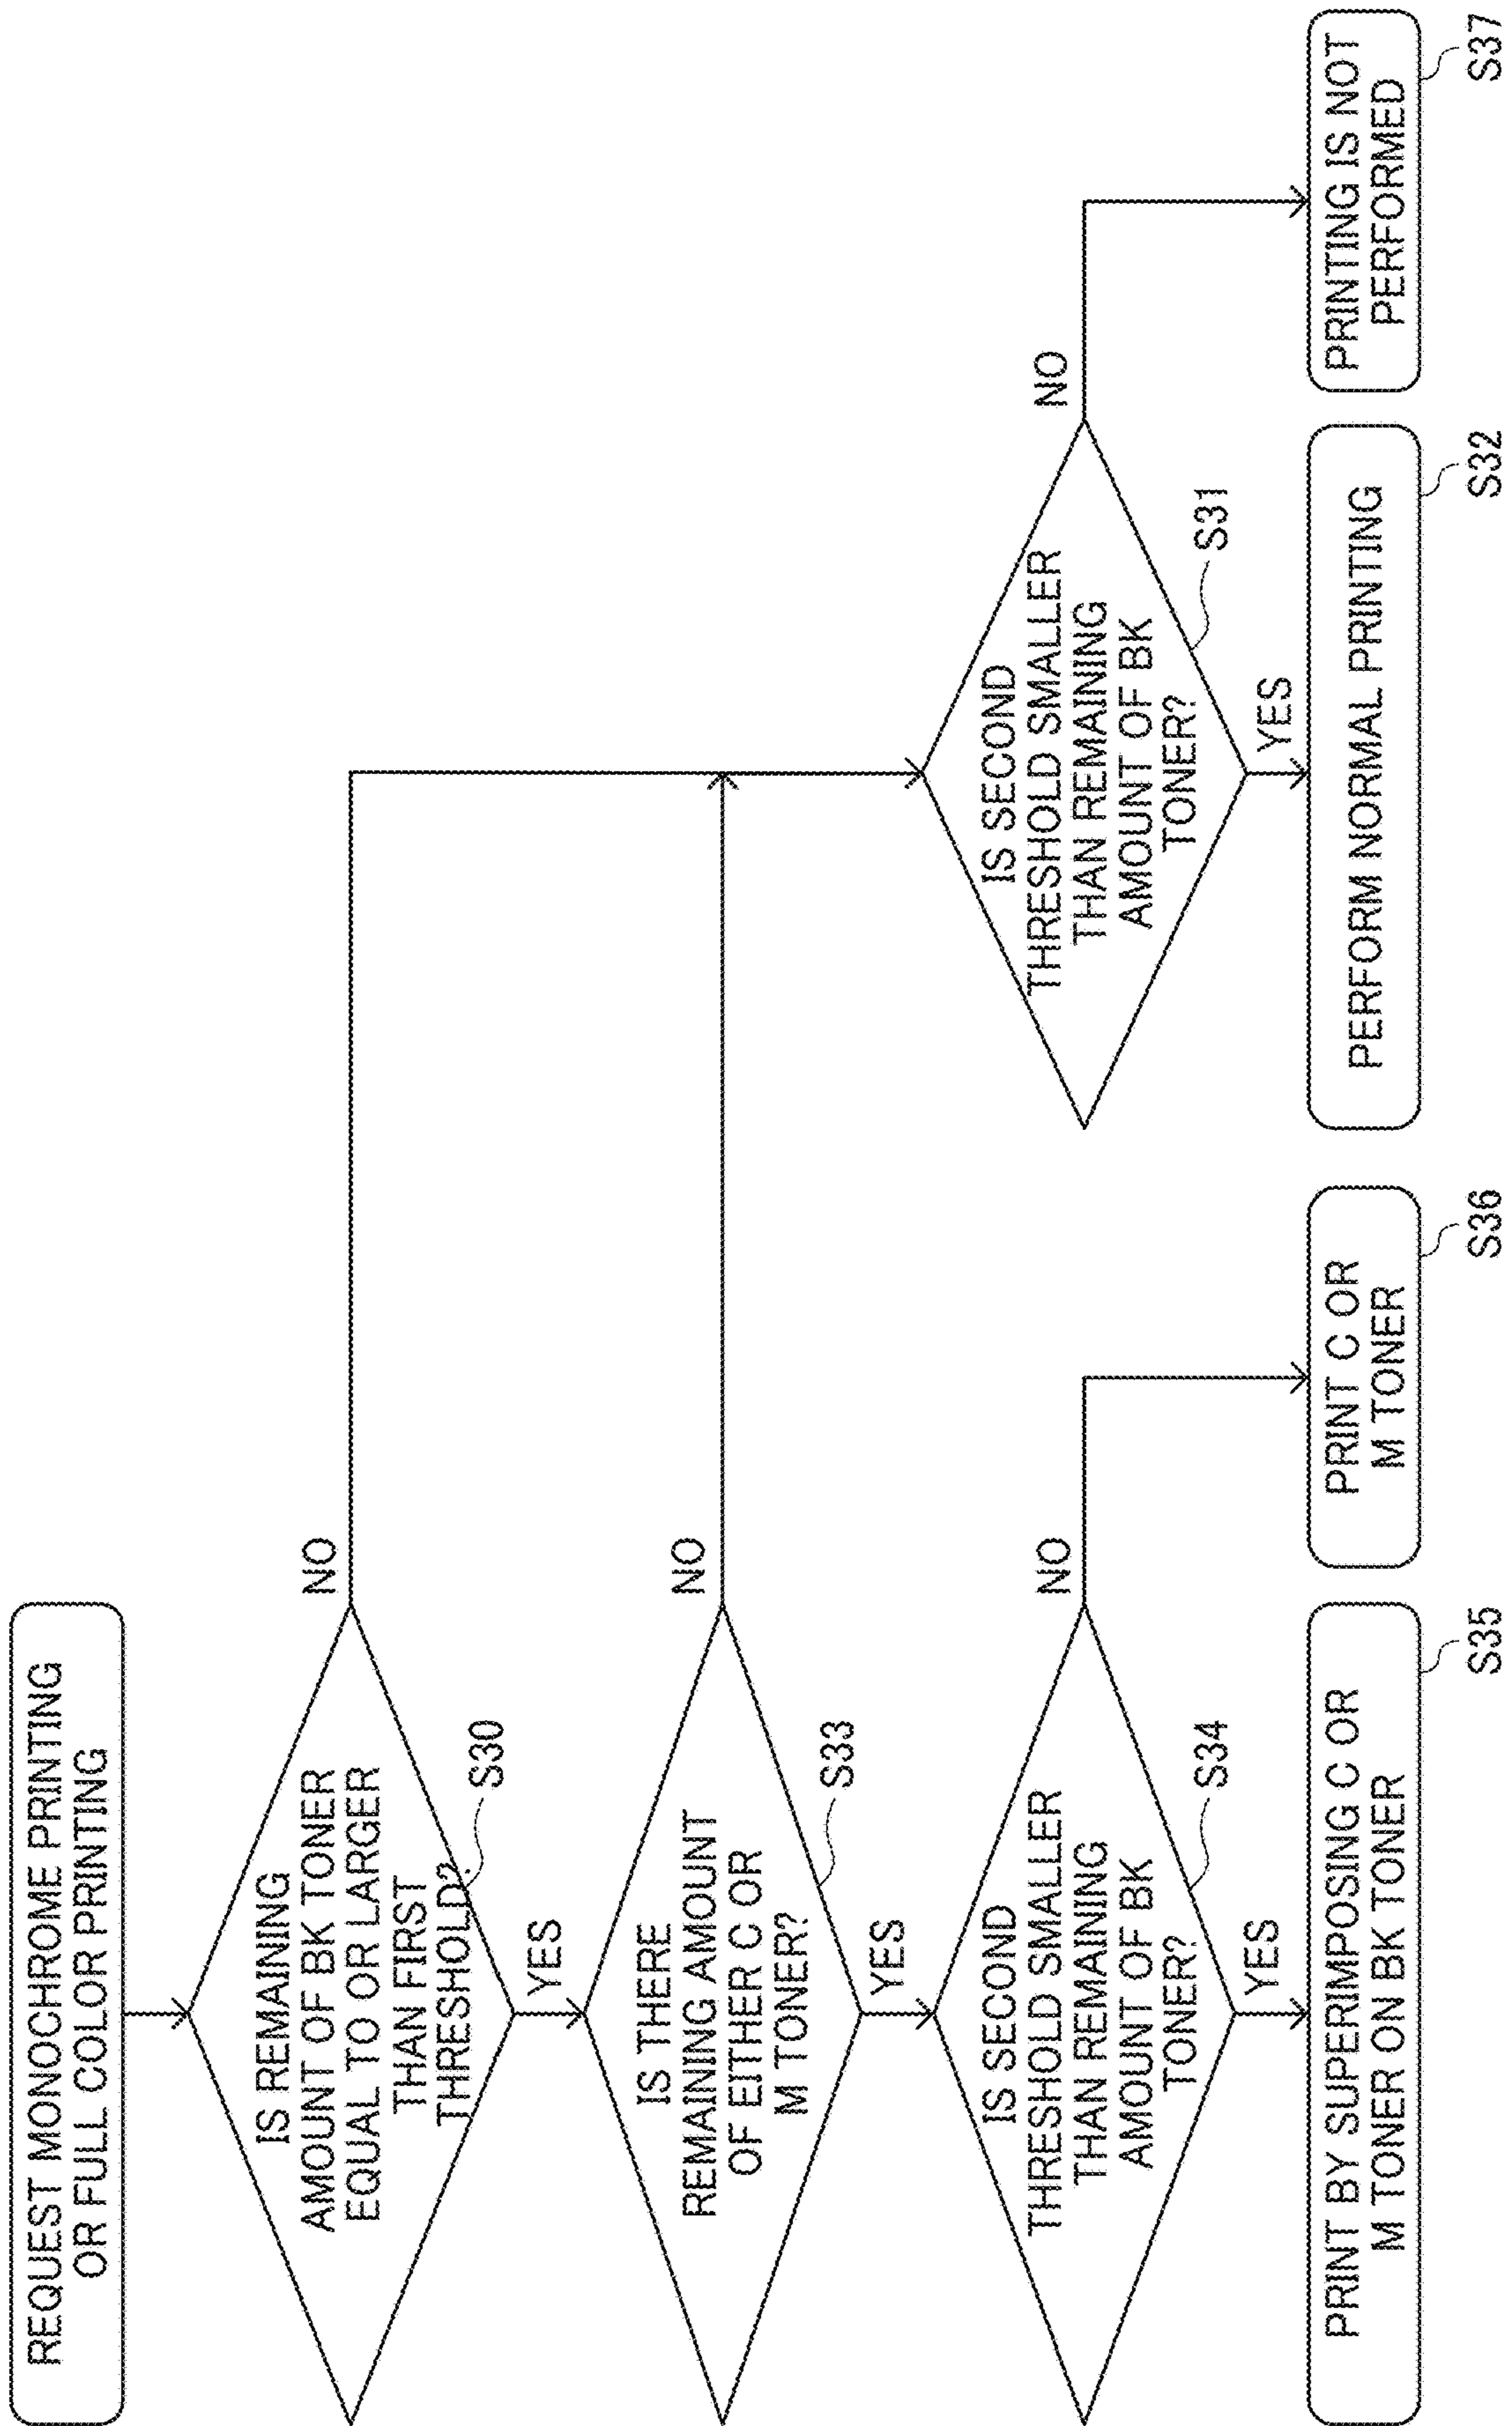 REQUEST MONOCHROME PRINTING
OR FULL COLOR PRINTING
IS REMAINING
AMOUNT OF BK TONER
EQUAL TO OR LARGER
THAN FIRST
THRESHOLD?
S30
NO
YES
IS THERE
REMAINING AMOUNT
OF EITHER C OR
M TONER?
S33
NO
YES
IS SECOND
THRESHOLD SMALLER
THAN REMAINING
AMOUNT OF BK
TONER?
S34
NO
YES
IS SECOND
THRESHOLD SMALLER
THAN REMAINING
AMOUNT OF BK
TONER?
S31
NO
YES
PRINT BY SUPERIMPOSING C OR
M TONER ON BK TONER
S35
PRINT C OR
M TONER
S36
PERFORM NORMAL PRINTING
S32
PRINTING IS NOT
PERFORMED
S37